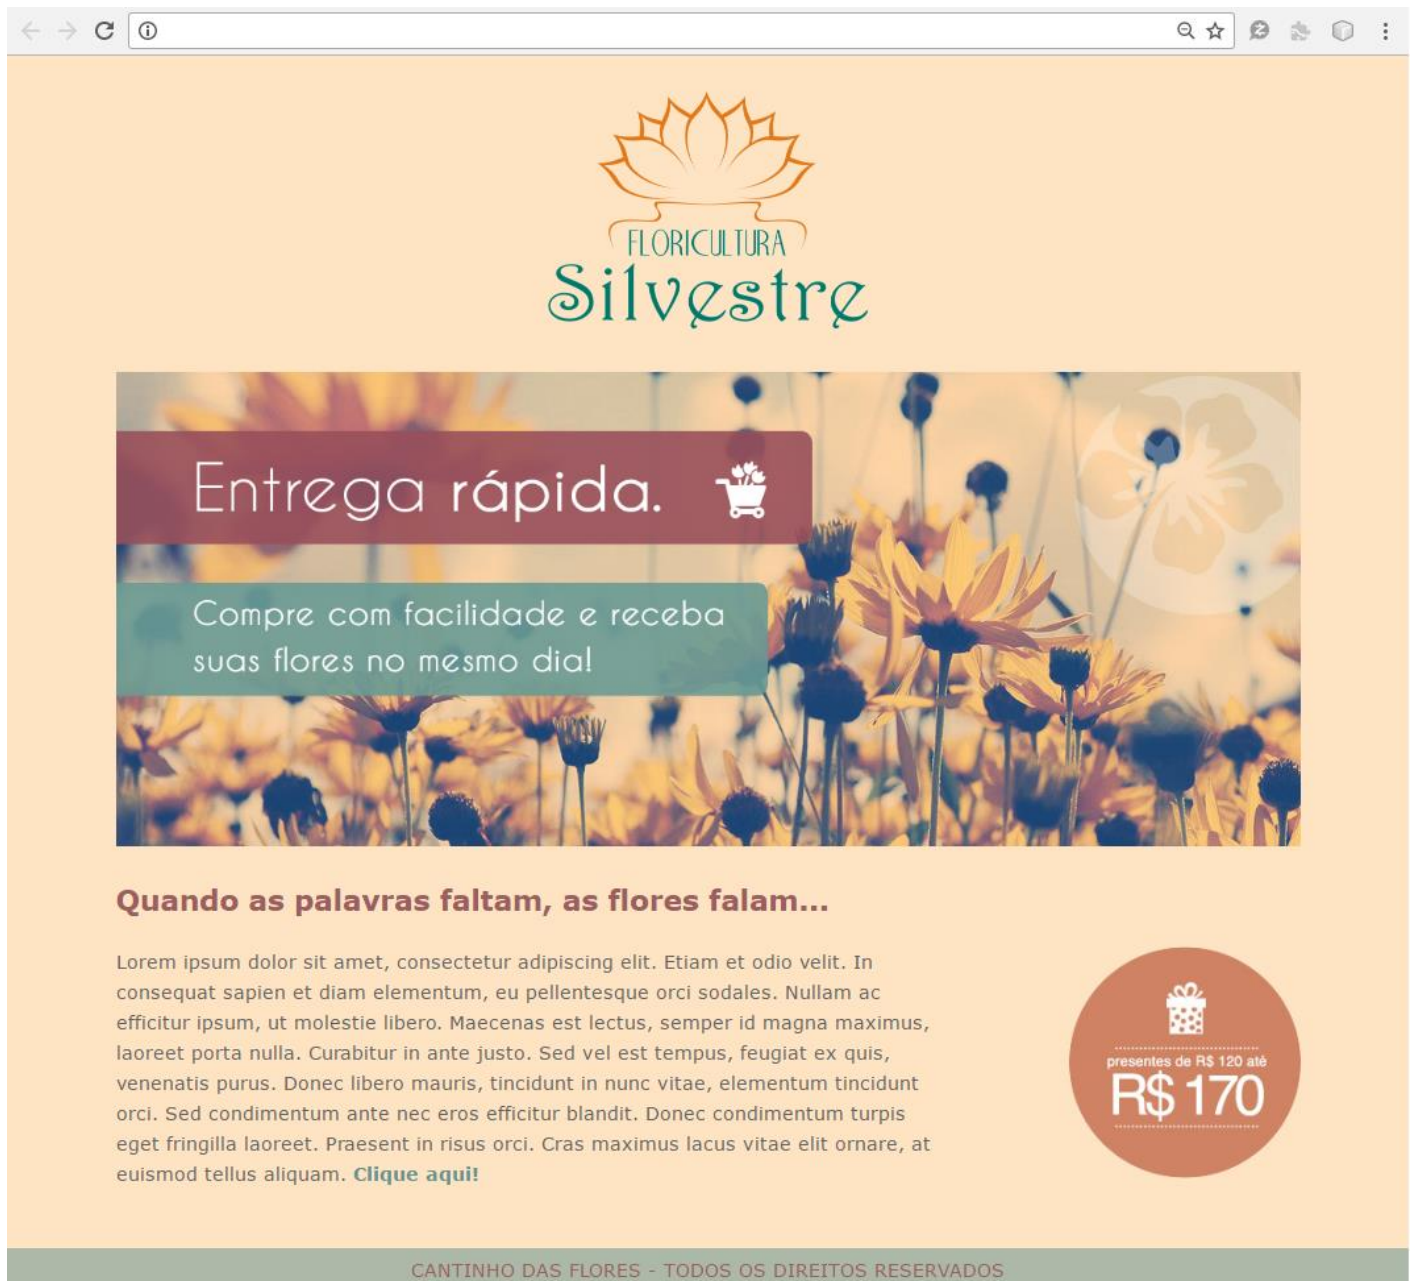 FLORICULTURA
Silvestre
Entrega rápida.
Compre com facilidade e receba
suas flores no mesmo dia!
Quando as palavras faltam, as flores falam...
Lorem ipsum dolor sit amet, consectetur adipiscing elit. Etiam et odio velit. In
consequat sapien et diam elementum, eu pellentesque orci sodales. Nullam ac
efficitur ipsum, ut molestie libero. Maecenas est lectus, semper id magna maximus,
laoreet porta nulla. Curabitur in ante justo. Sed vel est tempus, feugiat ex quis,
venenatis purus. Donec libero mauris, tincidunt in nunc vitae, elementum tincidunt
orci. Sed condimentum ante nec eros efficitur blandit. Donec condimentum turpis
eget fringilla laoreet. Praesent in risus orci. Cras maximus lacus vitae elit ornare, at
euismod tellus aliquam. Clique aqui!
presentes de R$ 120 até
R$ 170
CANTINHO DAS FLORES - TODOS OS DIREITOS RESERVADOS